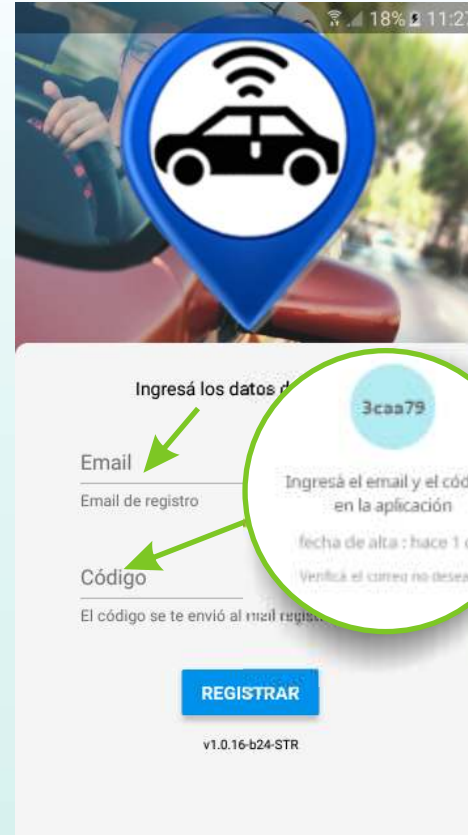 18% 11:27
Ingresá los datos d
3caa79
Email
Ingresá el email y el cód
en la aplicación
Email de registro
fecha de alta : hace 1
Verificá el correo no desea
Código
El código se te envió al mail regist
REGISTRAR
v1.0.16-b24-STR